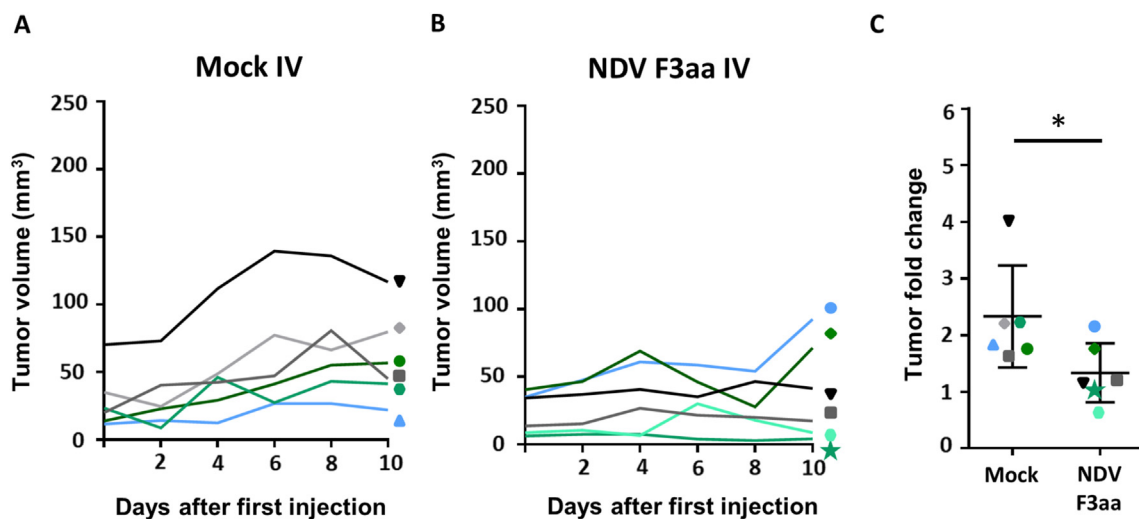 A
Mock IV
Tumor volume (mm³)
250
200
150
100
50
0
2
4
6
8
10
Days after first injection
B
NDV F3aa IV
Tumor volume (mm³)
250
200
150
100
50
0
2
4
6
8
10
Days after first injection
C
Tumor fold change
6
5
4
3
2
1
0
*
Mock
NDV
F3aa